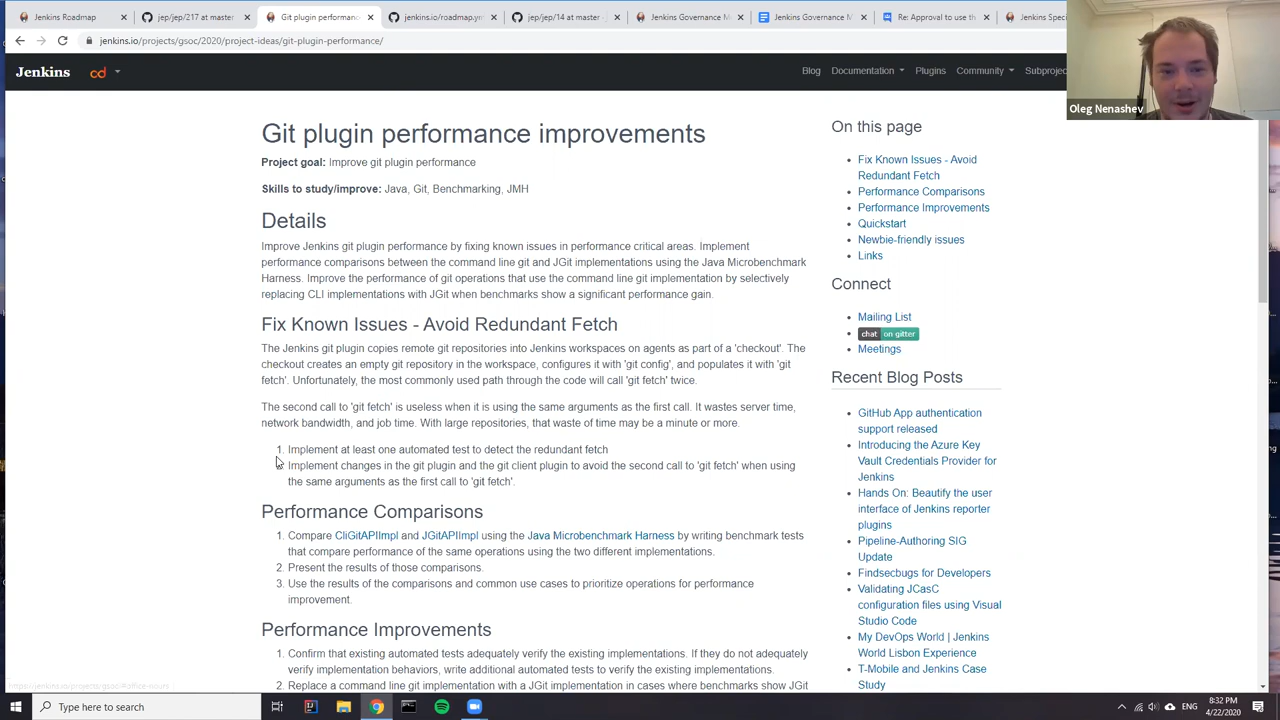 Jenkins Roadmap
jep/jep/217 at master
Git plugin performance
jenkins.io/roadmap.ym
jep/jep/14 at master
Jenkins Governance M
Jenkins Governance M
Re: Approval to use th
Jenkins Speci
jenkins.io/projects/gsoc/2020/project-ideas/git-plugin-performance/
Oleg Nenashev
Jenkins
cd
Blog
Documentation
Plugins
Community
Subproje
Git plugin performance improvements
Project goal: Improve git plugin performance
Skills to study/improve: Java, Git, Benchmarking, JMH
Details
Improve Jenkins git plugin performance by fixing known issues in performance critical areas. Implement
performance comparisons between the command line git and JGit implementations using the Java Microbenchmark
Harness. Improve the performance of git operations that use the command line git implementation by selectively
replacing CLI implementations with JGit when benchmarks show a significant performance gain.
Fix Known Issues - Avoid Redundant Fetch
The Jenkins git plugin copies remote git repositories into Jenkins workspaces on agents as part of a 'checkout'. The
checkout creates an empty git repository in the workspace, configures it with 'git config', and populates it with 'git
fetch'. Unfortunately, the most commonly used path through the code will call 'git fetch' twice.
The second call to 'git fetch' is useless when it is using the same arguments as the first call. It wastes server time,
network bandwidth, and job time. With large repositories, that waste of time may be a minute or more.
1. Implement at least one automated test to detect the redundant fetch
Implement changes in the git plugin and the git client plugin to avoid the second call to 'git fetch' when using
the same arguments as the first call to 'git fetch'.
Performance Comparisons
1. Compare CliGitAPIImpl and JGitAPIImpl using the Java Microbenchmark Harness by writing benchmark tests
that compare performance of the same operations using the two different implementations.
2. Present the results of those comparisons.
3. Use the results of the comparisons and common use cases to prioritize operations for performance
improvement.
Performance Improvements
1. Confirm that existing automated tests adequately verify the existing implementations. If they do not adequately
verify implementation behaviors, write additional automated tests to verify the existing implementations.
2. Replace a command line git implementation with a JGit implementation in cases where benchmarks show JGit
On this page
Fix Known Issues - Avoid
Redundant Fetch
Performance Comparisons
Performance Improvements
Quickstart
Newbie-friendly issues
Links
Connect
Mailing List
chat on gitter
Meetings
Recent Blog Posts
GitHub App authentication
support released
Introducing the Azure Key
Vault Credentials Provider for
Jenkins
Hands On: Beautify the user
interface of Jenkins reporter
plugins
Pipeline-Authoring SIG
Update
Findsecbugs for Developers
Validating JCasC
configuration files using Visual
Studio Code
My DevOps World | Jenkins
World Lisbon Experience
T-Mobile and Jenkins Case
Study
https://jenkins.io/projects/gsoc/#office-hours
Type here to search
ENG
8:32 PM
4/22/2020